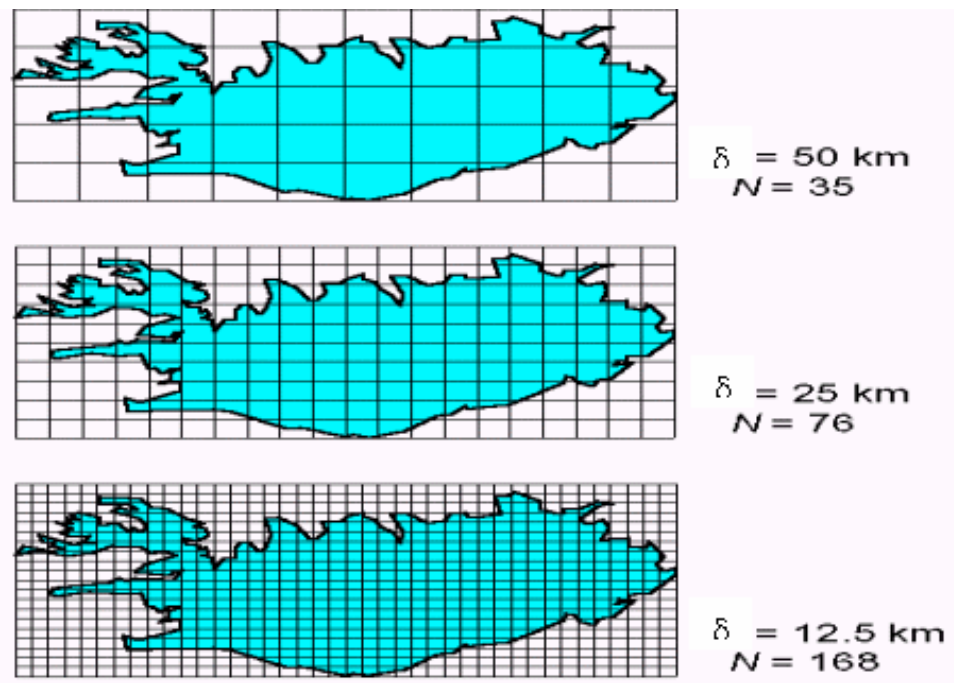 δ = 50 km
N = 35
δ = 25 km
N = 76
δ = 12.5 km
N = 168